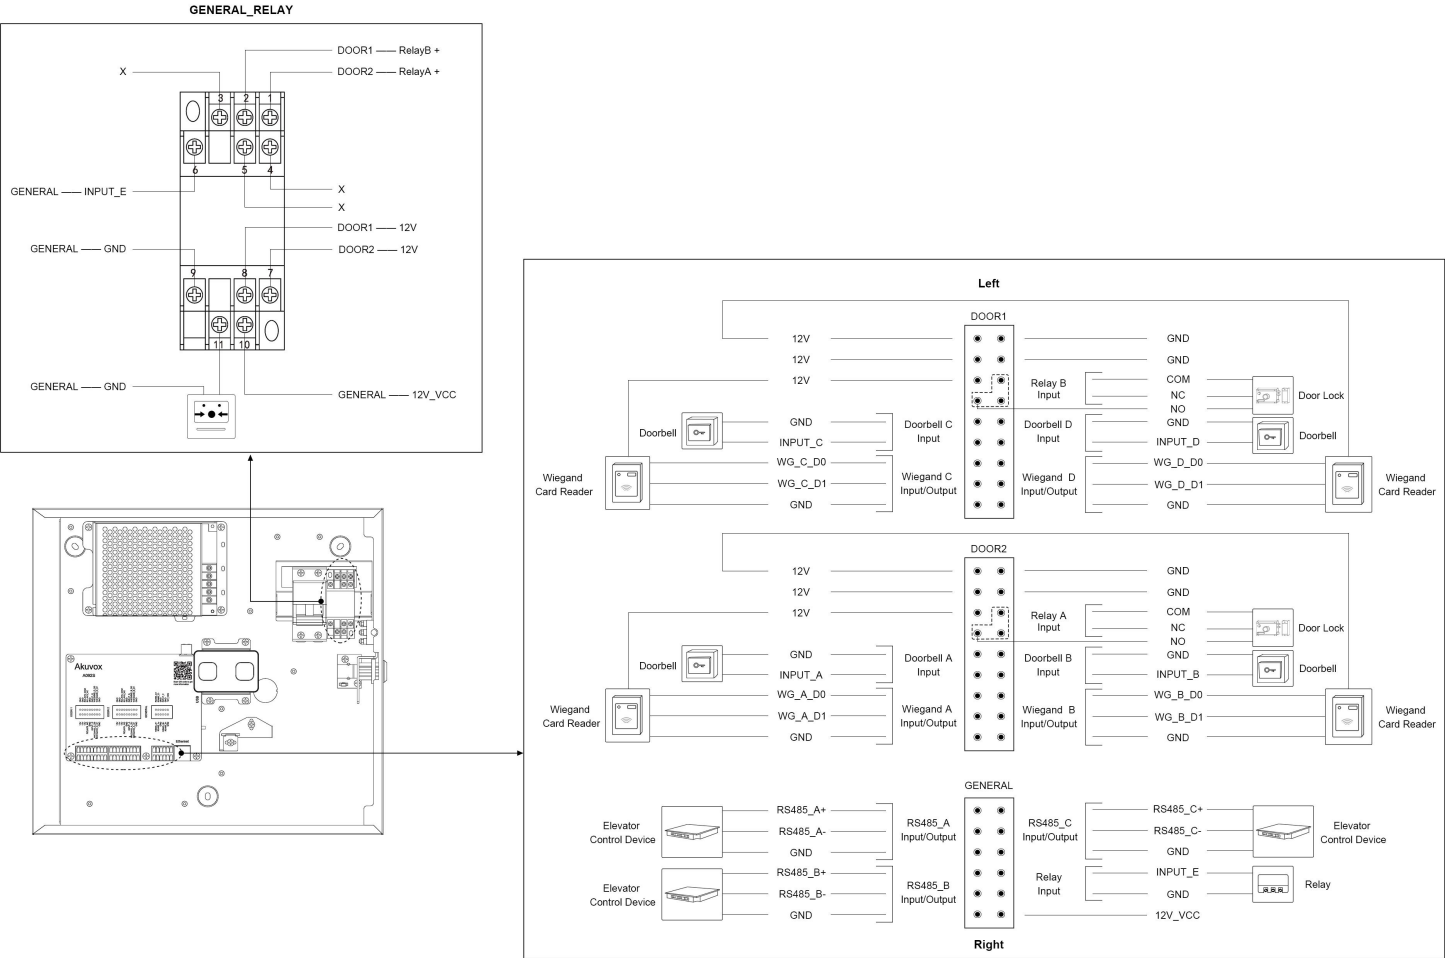 GENERAL_RELAY
DOOR1 —— RelayB +
X
DOOR2 —— RelayA +
3 2 1
6 5 4
GENERAL —— INPUT_E
X
X
DOOR1 —— 12V
GENERAL —— GND
DOOR2 —— 12V
9 8 7
11 10
GENERAL —— GND
GENERAL —— 12V_VCC
Akuvox
Ethernet
Left
DOOR1
12V
GND
12V
GND
12V
Relay B
Input
COM
NC
NO
Door Lock
Doorbell
GND
INPUT_C
Doorbell C
Input
Doorbell D
Input
GND
INPUT_D
Doorbell
Wiegand
Card Reader
WG_C_D0
WG_C_D1
GND
Wiegand C
Input/Output
Wiegand D
Input/Output
WG_D_D0
WG_D_D1
GND
Wiegand
Card Reader
DOOR2
12V
GND
12V
GND
12V
Relay A
Input
COM
NC
NO
Door Lock
Doorbell
GND
INPUT_A
Doorbell A
Input
Doorbell B
Input
GND
INPUT_B
Doorbell
Wiegand
Card Reader
WG_A_D0
WG_A_D1
GND
Wiegand A
Input/Output
Wiegand B
Input/Output
WG_B_D0
WG_B_D1
GND
Wiegand
Card Reader
GENERAL
Elevator
Control Device
RS485_A+
RS485_A-
GND
RS485_A
Input/Output
RS485_C
Input/Output
RS485_C+
RS485_C-
GND
Elevator
Control Device
Elevator
Control Device
RS485_B+
RS485_B-
GND
RS485_B
Input/Output
Relay
Input
INPUT_E
GND
Relay
12V_VCC
Right